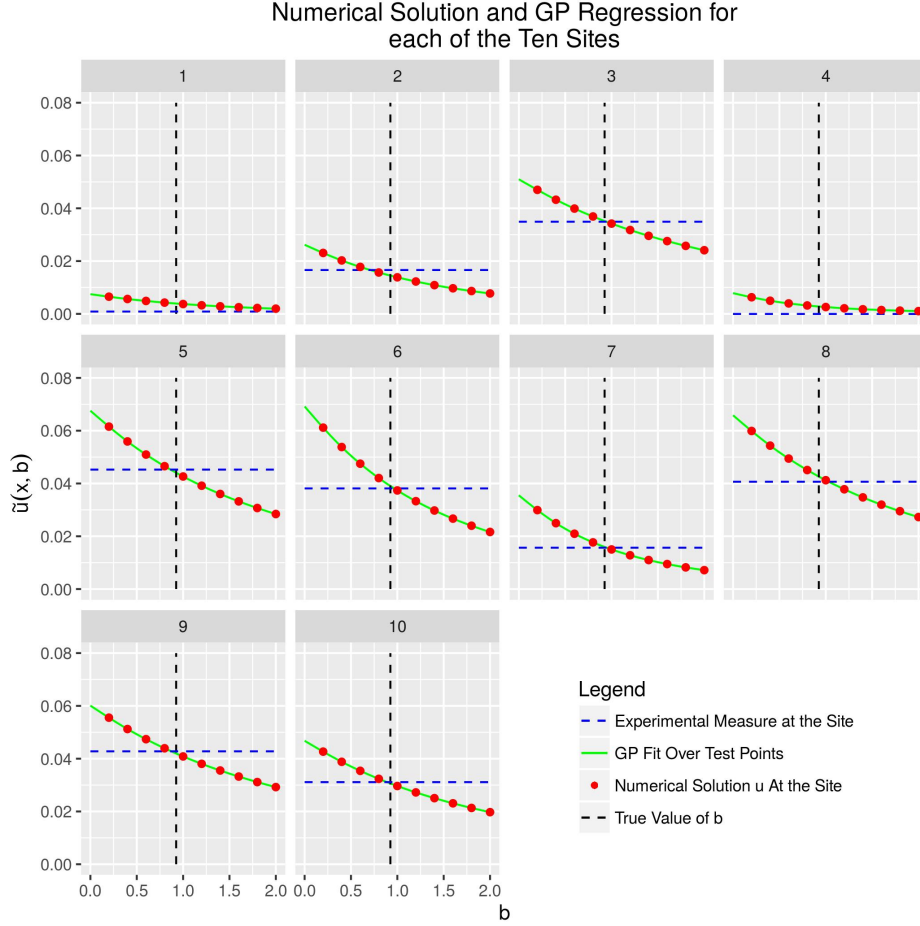 Numerical Solution and GP Regression for
each of the Ten Sites
1 2 3 4
0.08
0.06
0.04
0.02
0.00
5 6 7 8
0.08
0.06
0.04
0.02
0.00
ũ(x, b)
9 10
0.08
0.06
0.04
0.02
0.00
0.0 0.5 1.0 1.5 2.0 0.0 0.5 1.0 1.5 2.0
b
Legend
Experimental Measure at the Site
GP Fit Over Test Points
Numerical Solution u At the Site
True Value of b